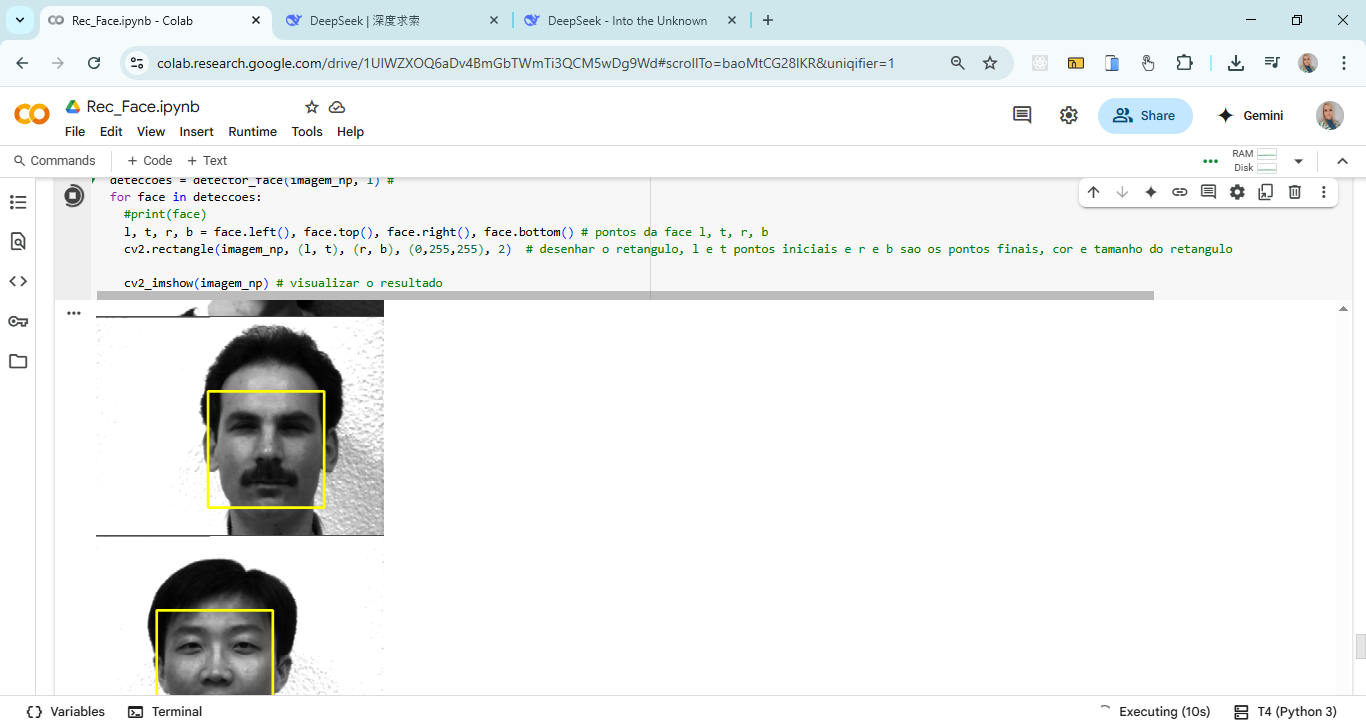 Rec_Face.ipynb - Colab
DeepSeek | 深度求索
DeepSeek - Into the Unknown
colab.research.google.com/drive/1UIWZXOQ6aDv4BmGbTWmTi3QCM5wDg9Wd#scrollTo=baoMtCG28lKR&uniqifier=1
CO
Rec_Face.ipynb
File Edit View Insert Runtime Tools Help
Share
Gemini
Commands + Code + Text
RAM
Disk
deteccoes = detector_face(imagem_np, 1) #
for face in deteccoes:
#print(face)
l, t, r, b = face.left(), face.top(), face.right(), face.bottom() # pontos da face l, t, r, b
cv2.rectangle(imagem_np, (l, t), (r, b), (0,255,255), 2) # desenhar o retangulo, l e t pontos iniciais e r e b sao os pontos finais, cor e tamanho do retangulo
cv2_imshow(imagem_np) # visualizar o resultado
Variables
Terminal
Executing (10s)
T4 (Python 3)